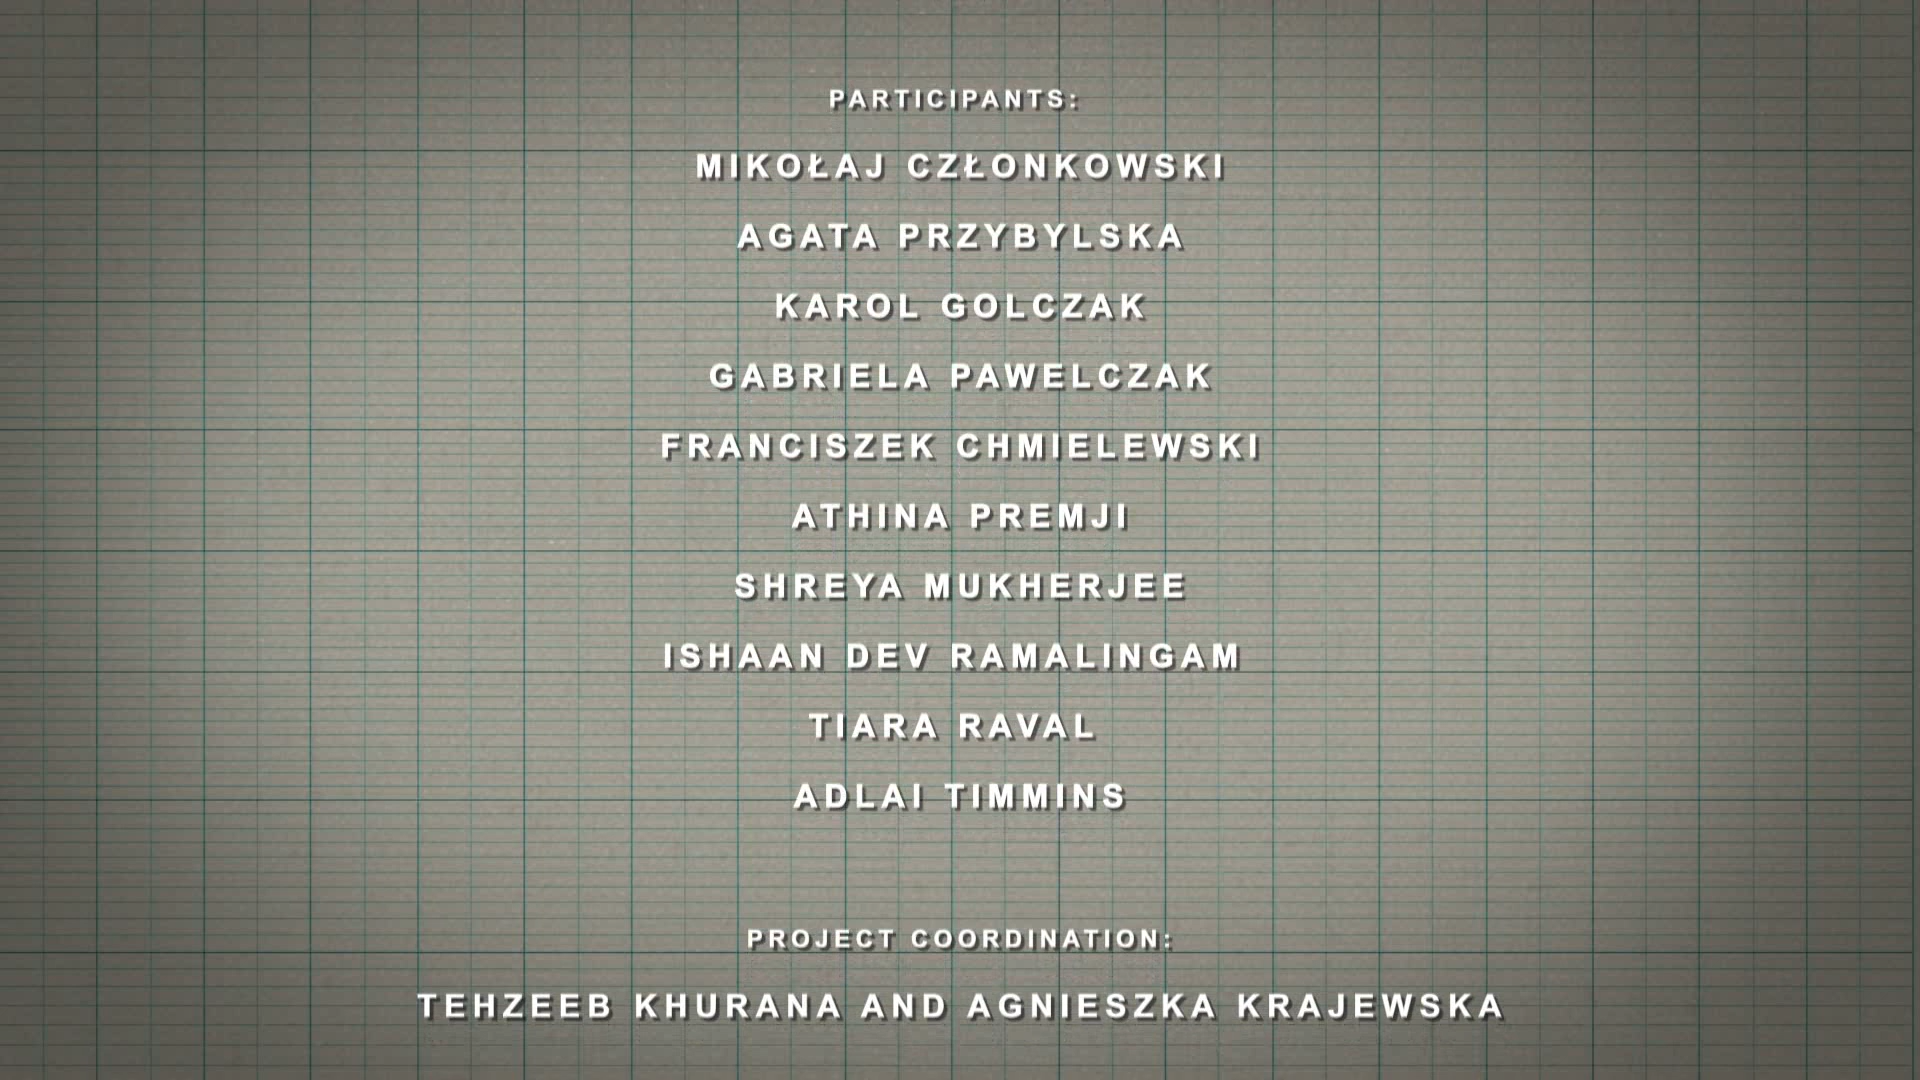 PARTICIPANTS:
MIKOŁAJ CZŁONKOWSKI
AGATA PRZYBYLSKA
KAROL GOLCZAK
GABRIELA PAWELCZAK
FRANCISZEK CHMIELEWSKI
ATHINA PREMJI
SHREYA MUKHERJEE
ISHAAN DEV RAMALINGAM
TIARA RAVAL
ADLAI TIMMINS
PROJECT COORDINATION:
TEHZEEB KHURANA AND AGNIESZKA KRAJEWSKA